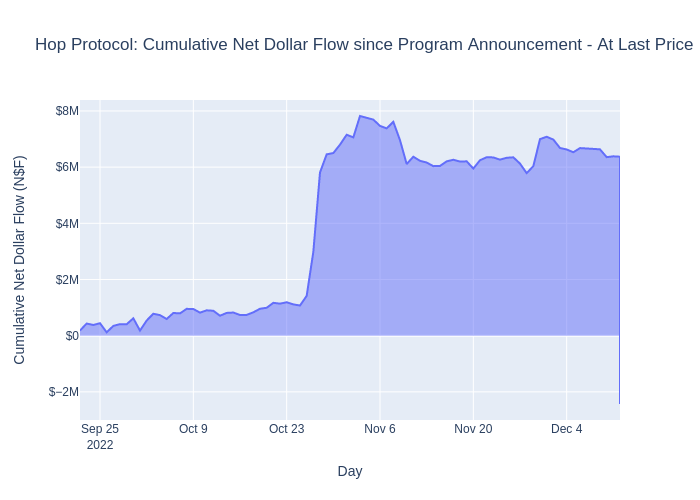 Hop Protocol: Cumulative Net Dollar Flow since Program Announcement - At Last Price
Cumulative Net Dollar Flow (N$F)
$8M
$6M
$4M
$2M
$0
$−2M
Sep 25
2022
Oct 9
Oct 23
Nov 6
Nov 20
Dec 4
Day